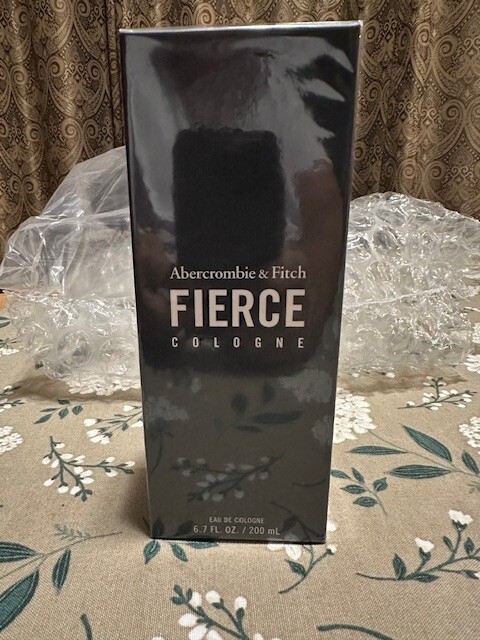 Abercrombie & Fitch
FIERCE
COLOGNE
EAU DE COLOGNE
6.7 FL. OZ. / 200 mL